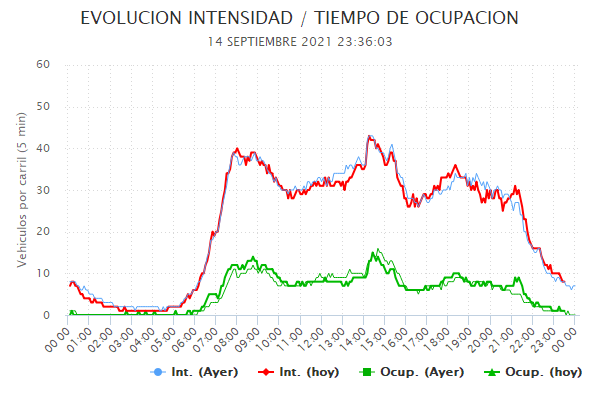 EVOLUCION INTENSIDAD / TIEMPO DE OCUPACION
14 SEPTIEMBRE 2021 23:36:03
Vehiculos por carril (5 min)
60
50
40
30
20
10
0
00:00 01:00 02:00 03:00 04:00 05:00 06:00 07:00 08:00 09:00 10:00 11:00 12:00 13:00 14:00 15:00 16:00 17:00 18:00 19:00 20:00 21:00 22:00 23:00 00:00
Int. (Ayer) Int. (hoy) Ocup. (Ayer) Ocup. (hoy)